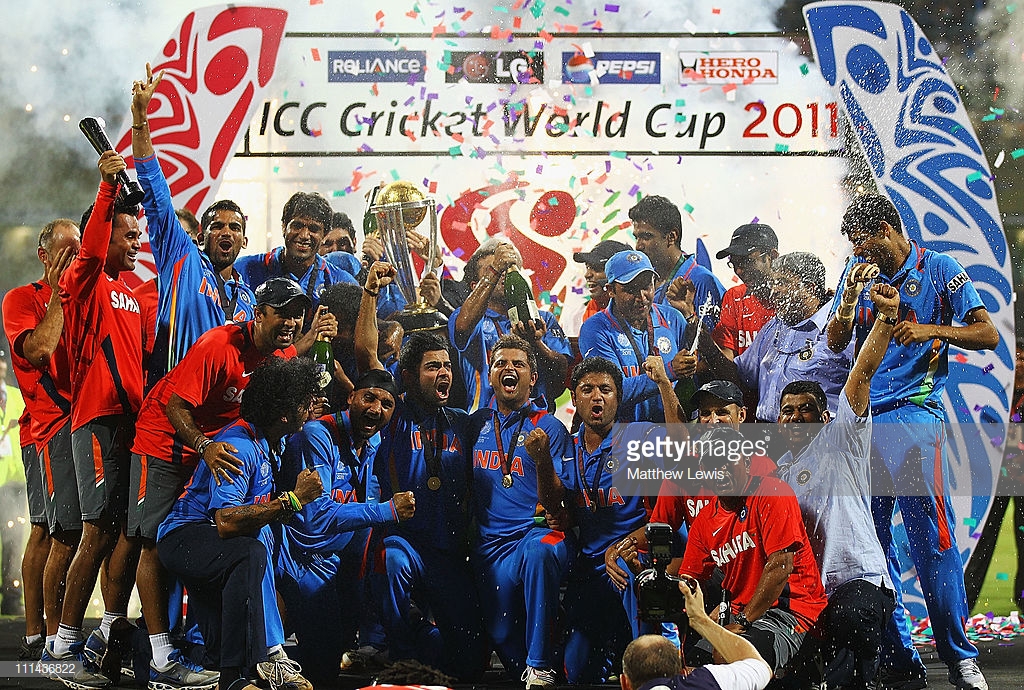 RELIANCE LG PEPSI HERO HONDA
ICC Cricket World Cup 2011
SAHARA
INDIA
INDIA
INDIA
SAHARA
gettyimages®
Matthew Lewis
111436822